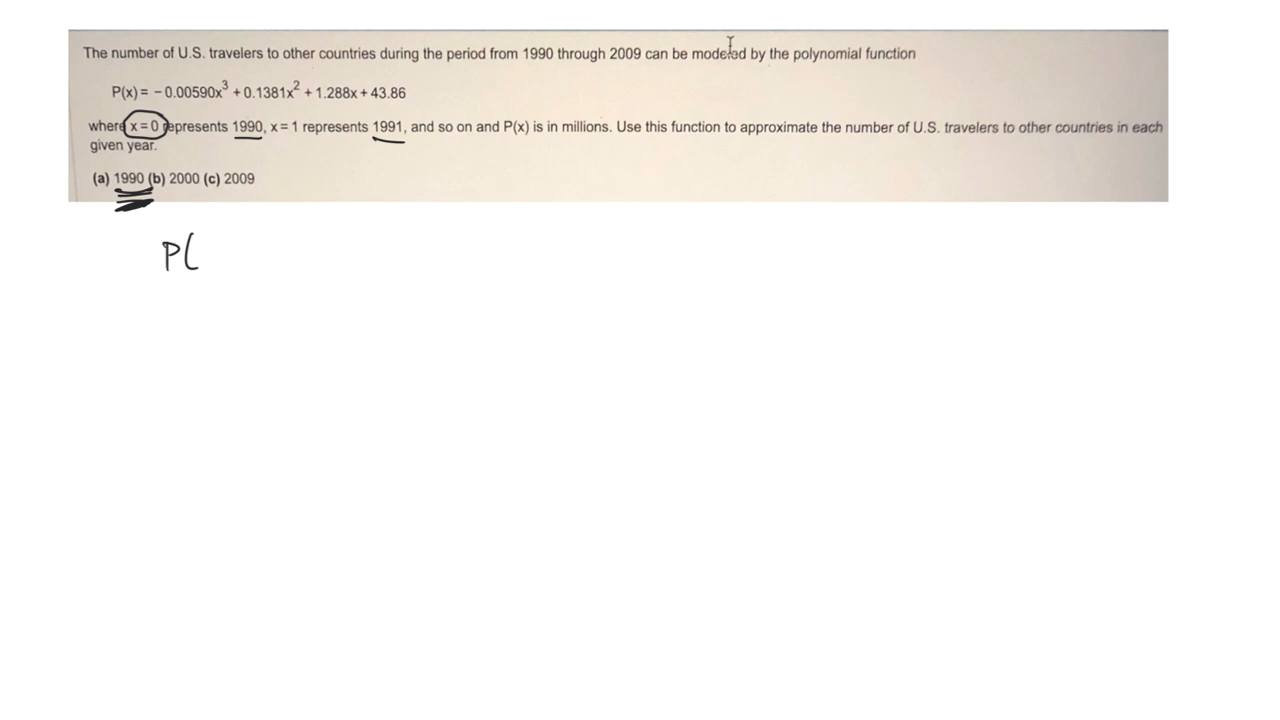 The number of U.S. travelers to other countries during the period from 1990 through 2009 can be modeled by the polynomial function
P(x) = − 0.00590x³ + 0.1381x² + 1.288x + 43.86
where x = 0 represents 1990, x = 1 represents 1991, and so on and P(x) is in millions. Use this function to approximate the number of U.S. travelers to other countries in each
given year.
(a) 1990 (b) 2000 (c) 2009
P(